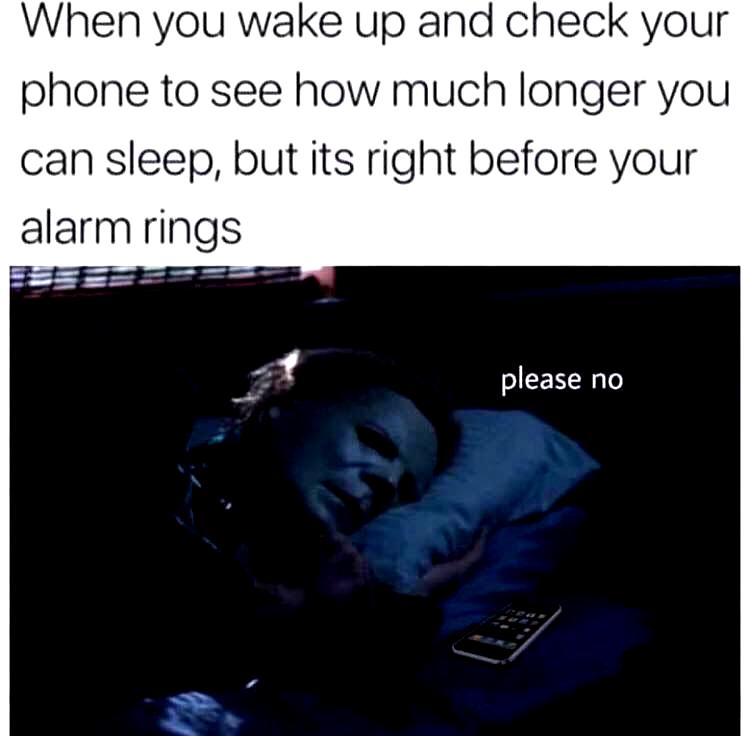 When you wake up and check your
phone to see how much longer you
can sleep, but its right before your
alarm rings
please no